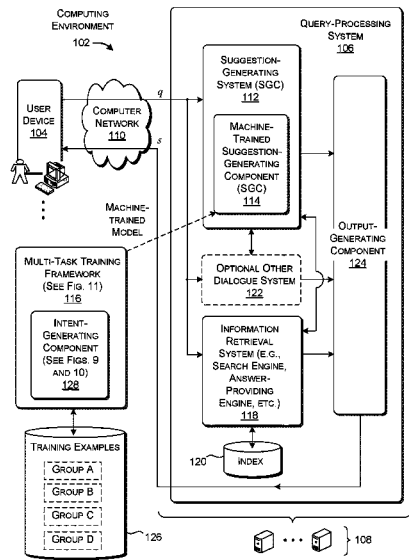 COMPUTING
ENVIRONMENT
102
QUERY-PROCESSING
SYSTEM
106
USER
DEVICE
104
COMPUTER
NETWORK
110
q
s
SUGGESTION-
GENERATING
SYSTEM (SGC)
112
MACHINE-
TRAINED
SUGGESTION-
GENERATING
COMPONENT
(SGC)
114
MACHINE-
TRAINED
MODEL
MULTI-TASK TRAINING
FRAMEWORK
(SEE FIG. 11)
116
INTENT-
GENERATING
COMPONENT
(SEE FIGS. 9
AND 10)
128
OPTIONAL OTHER
DIALOGUE SYSTEM
122
OUTPUT-
GENERATING
COMPONENT
124
INFORMATION
RETRIEVAL
SYSTEM (E.G.,
SEARCH ENGINE,
ANSWER-
PROVIDING
ENGINE, ETC.)
118
120
INDEX
TRAINING EXAMPLES
GROUP A
GROUP B
GROUP C
GROUP D
126
108